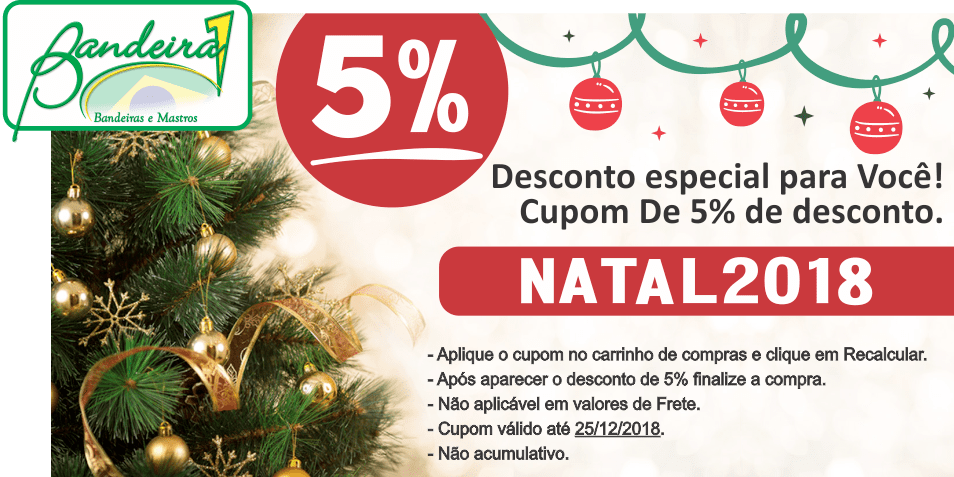 Bandeira1
Bandeiras e Mastros
5%
Desconto especial para Você!
Cupom De 5% de desconto.
NATAL2018
- Aplique o cupom no carrinho de compras e clique em Recalcular.
- Após aparecer o desconto de 5% finalize a compra.
- Não aplicável em valores de Frete.
- Cupom válido até 25/12/2018.
- Não acumulativo.